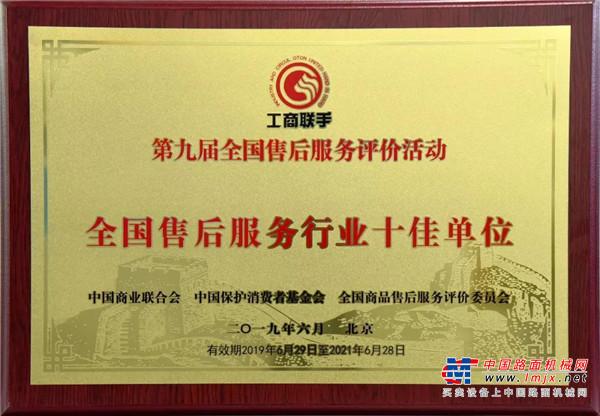 工商联手
第九届全国售后服务评价活动
全国售后服务行业十佳单位
中国商业联合会 中国保护消费者基金会 全国商品售后服务评价委员会
二〇一九年六月 北京
有效期2019年6月29日至2021年6月28日
中国路面机械网
www.lmjx.net
买卖设备上中国路面机械网